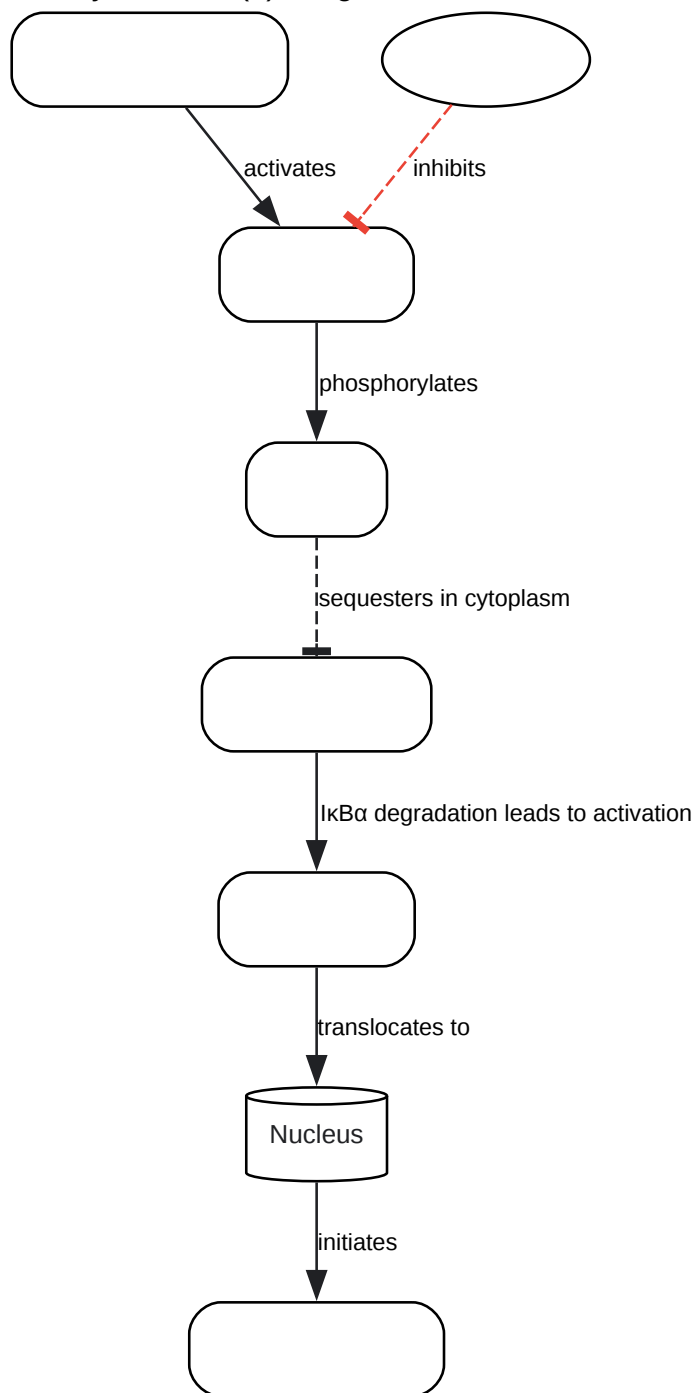 activates
inhibits
phosphorylates
sequesters in cytoplasm
IκBα degradation leads to activation
translocates to
Nucleus
initiates